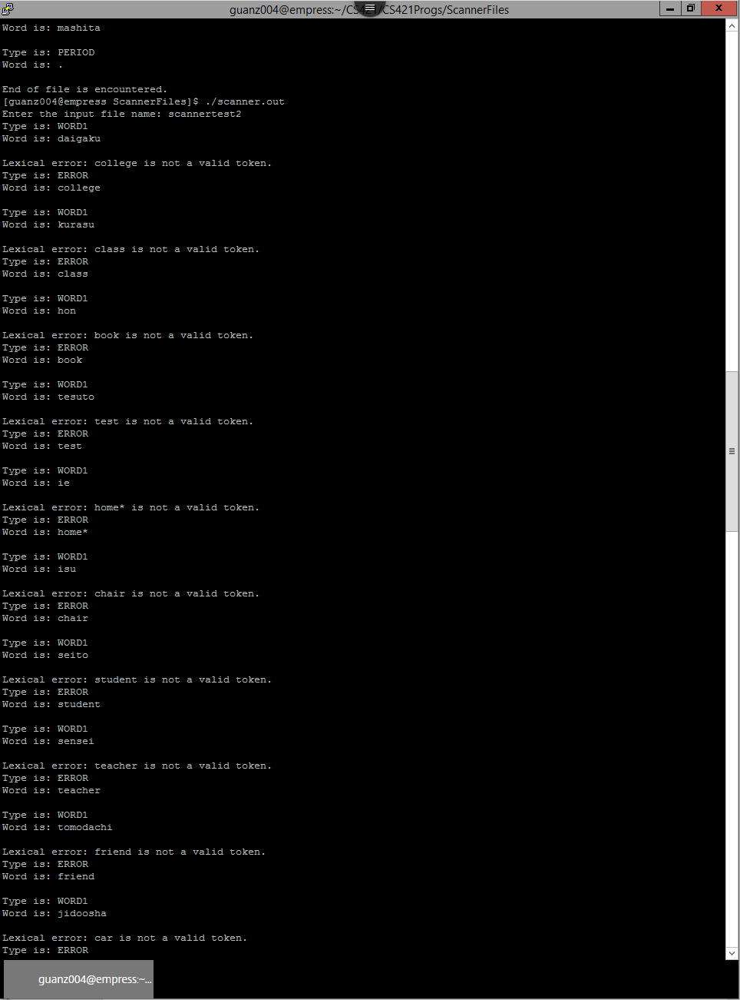 guanz004@empress:~/CS421/CS421Progs/ScannerFiles
Word is: mashita
Type is: PERIOD
Word is: .
End of file is encountered.
[guanz004@empress ScannerFiles]$ ./scanner.out
Enter the input file name: scannertest2
Type is: WORD1
Word is: daigaku
Lexical error: college is not a valid token.
Type is: ERROR
Word is: college
Type is: WORD1
Word is: kurasu
Lexical error: class is not a valid token.
Type is: ERROR
Word is: class
Type is: WORD1
Word is: hon
Lexical error: book is not a valid token.
Type is: ERROR
Word is: book
Type is: WORD1
Word is: tesuto
Lexical error: test is not a valid token.
Type is: ERROR
Word is: test
Type is: WORD1
Word is: ie
Lexical error: home* is not a valid token.
Type is: ERROR
Word is: home*
Type is: WORD1
Word is: isu
Lexical error: chair is not a valid token.
Type is: ERROR
Word is: chair
Type is: WORD1
Word is: seito
Lexical error: student is not a valid token.
Type is: ERROR
Word is: student
Type is: WORD1
Word is: sensei
Lexical error: teacher is not a valid token.
Type is: ERROR
Word is: teacher
Type is: WORD1
Word is: tomodachi
Lexical error: friend is not a valid token.
Type is: ERROR
Word is: friend
Type is: WORD1
Word is: jidoosha
Lexical error: car is not a valid token.
Type is: ERROR
guanz004@empress:~...